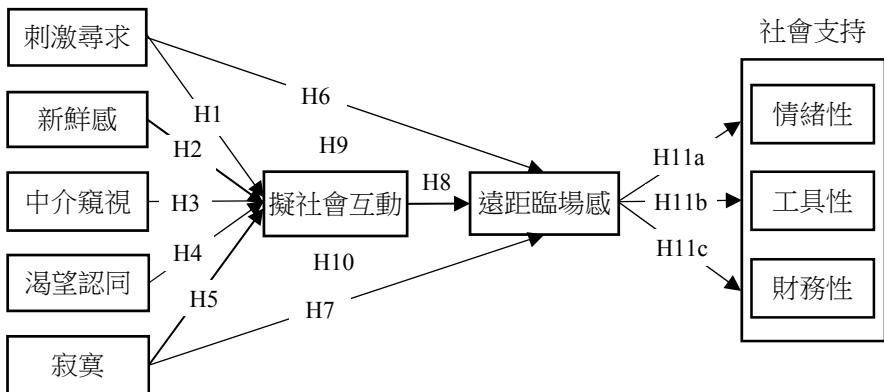 社會支持
刺激尋求
H6
情緒性
新鮮感
H1
H2
H9
H11a
中介窺視
H3
擬社會互動
H8
遠距臨場感
H11b
工具性
渴望認同
H4
H10
H11c
財務性
H5
H7
寂寞